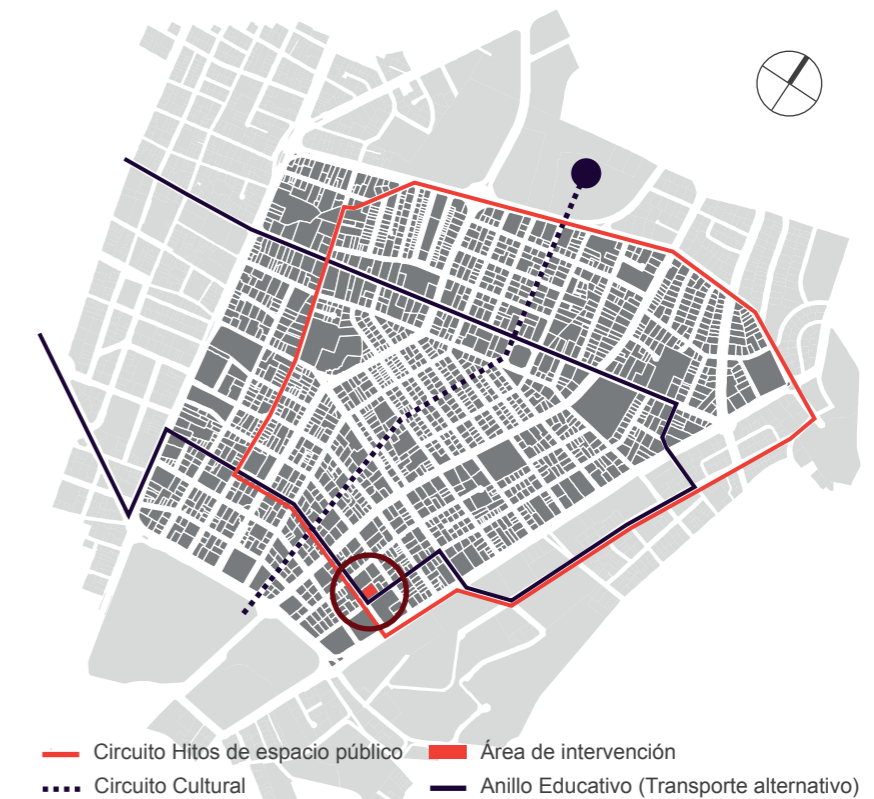 Circuito Hitos de espacio público
Área de intervención
Circuito Cultural
Anillo Educativo (Transporte alternativo)